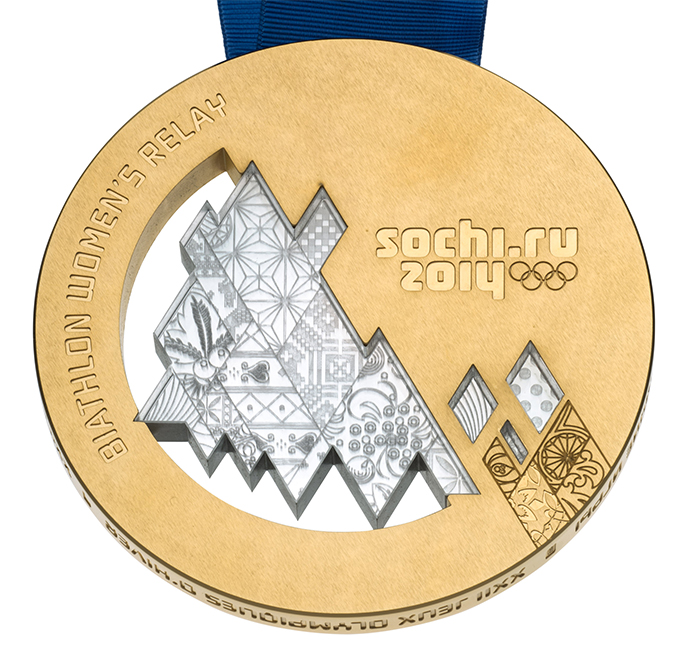 BIATHLON WOMEN'S RELAY
sochi.ru
2014
XXII JEUX OLYMPIQUES D'HIVER